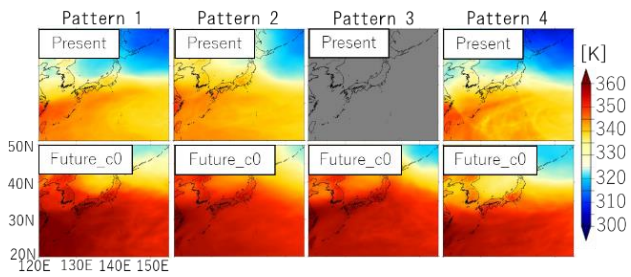 Pattern 1 Pattern 2 Pattern 3 Pattern 4
Present Present Present Present
[K]
360
350
340
330
320
310
300
Future_c0 Future_c0 Future_c0 Future_c0
50N
40N
30N
20N
120E 130E 140E 150E